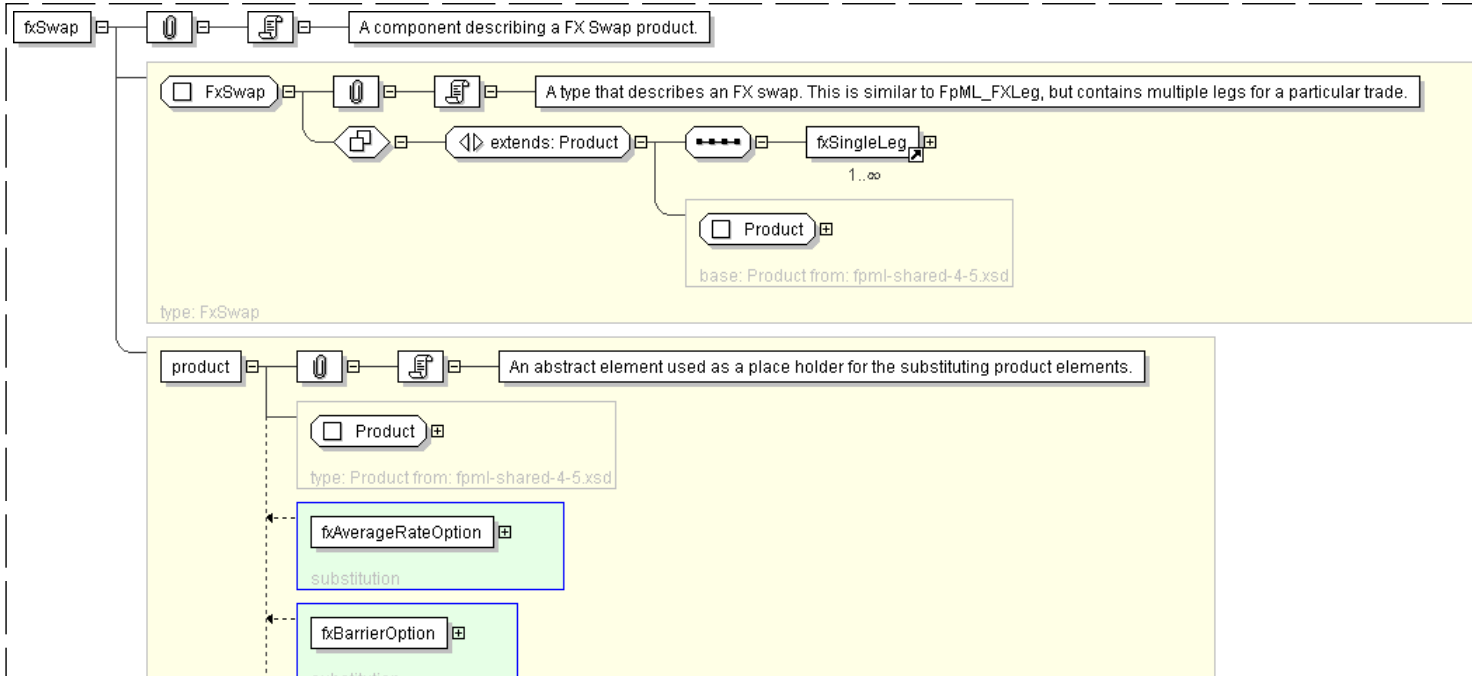 fxSwap
A component describing a FX Swap product.
FxSwap
A type that describes an FX swap. This is similar to FpML_FXLeg, but contains multiple legs for a particular trade.
extends: Product
fxSingleLeg
1..∞
Product
base: Product from: fpml-shared-4-5.xsd
type: FxSwap
product
An abstract element used as a place holder for the substituting product elements.
Product
type: Product from: fpml-shared-4-5.xsd
fxAverageRateOption
substitution
fxBarrierOption
substitution